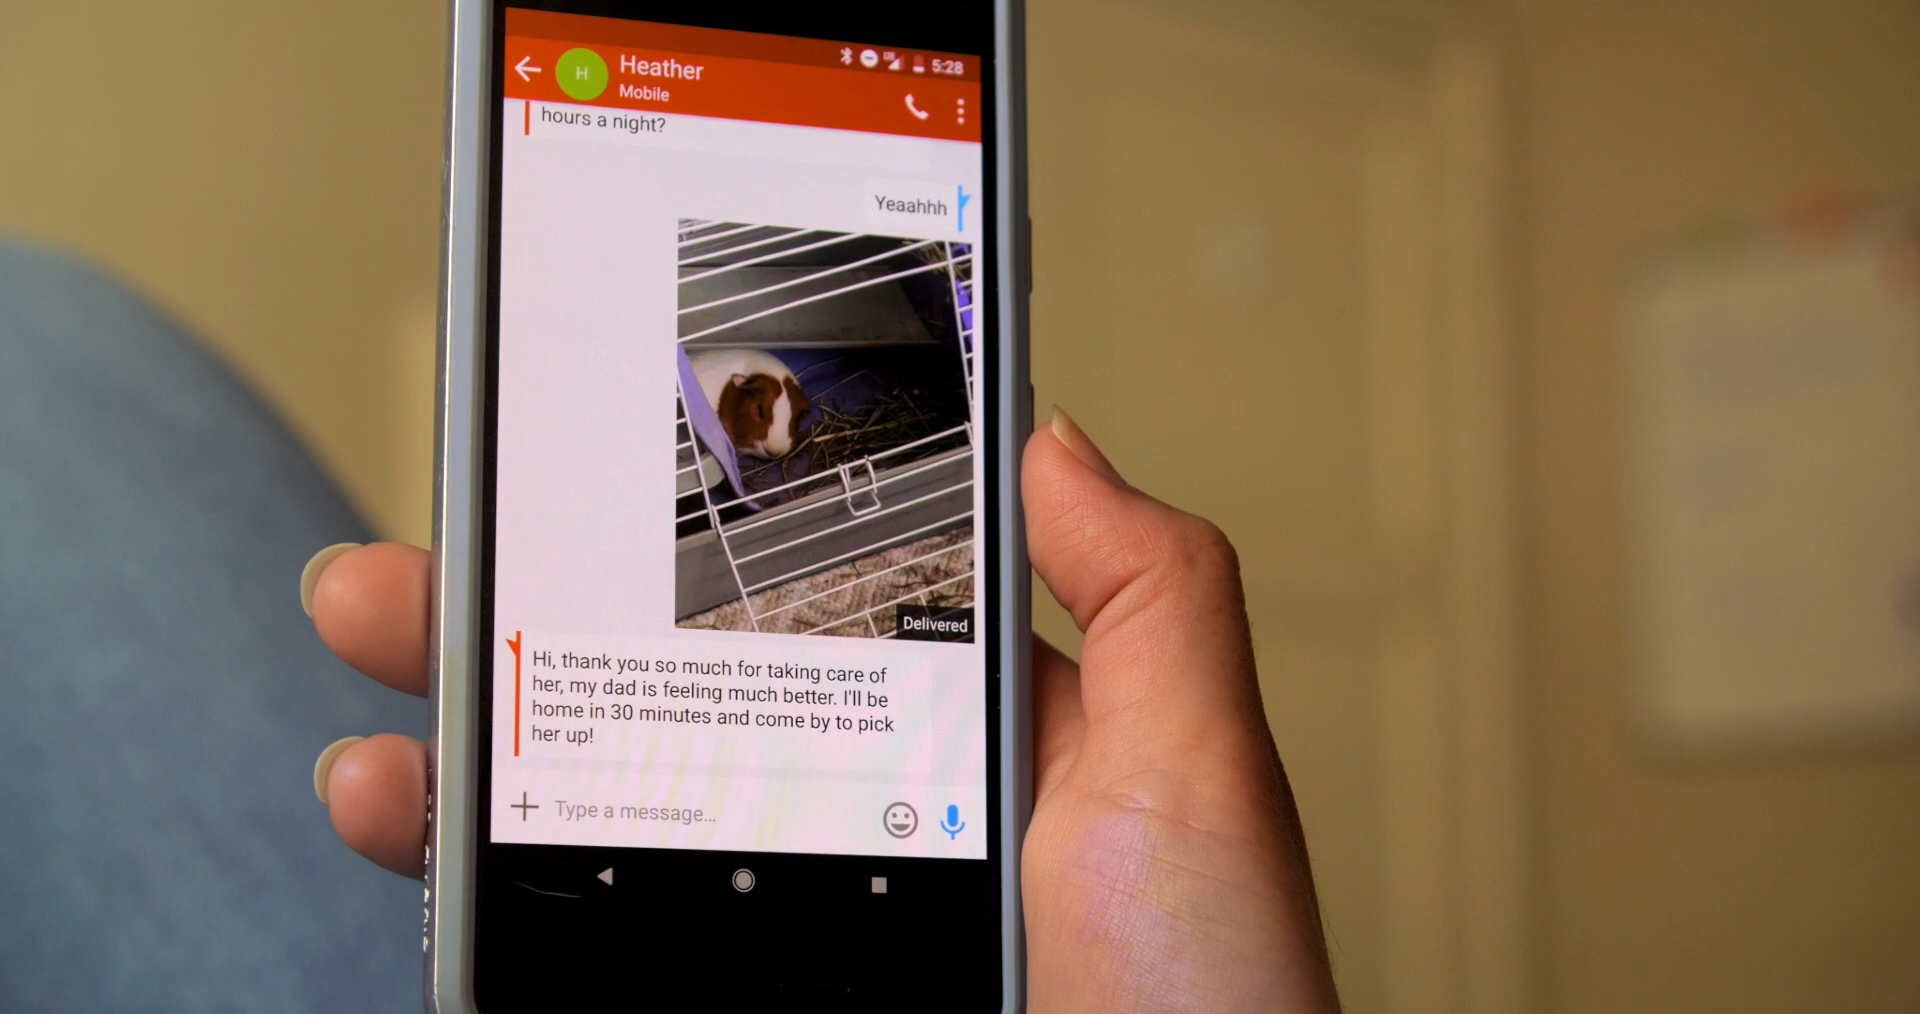 LTE
5:28
H
Heather
Mobile
hours a night?
Yeaahhh
Delivered
Hi, thank you so much for taking care of
her, my dad is feeling much better. I'll be
home in 30 minutes and come by to pick
her up!
Type a message...